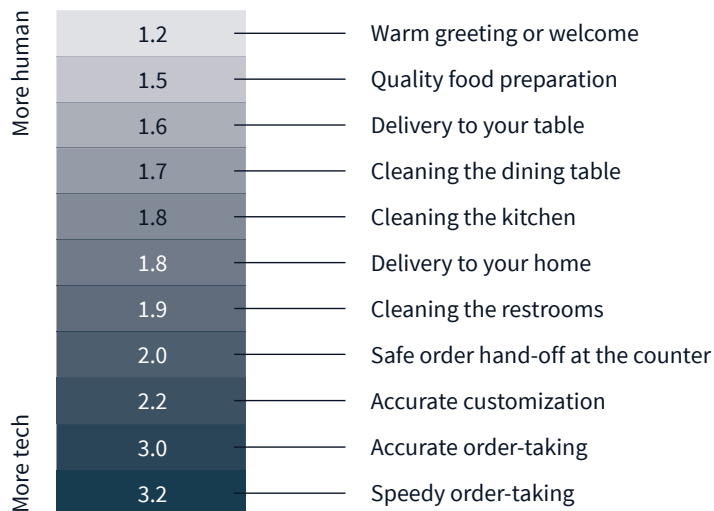 More human
1.2 Warm greeting or welcome
1.5 Quality food preparation
1.6 Delivery to your table
1.7 Cleaning the dining table
1.8 Cleaning the kitchen
1.8 Delivery to your home
1.9 Cleaning the restrooms
2.0 Safe order hand-off at the counter
2.2 Accurate customization
3.0 Accurate order-taking
3.2 Speedy order-taking
More tech